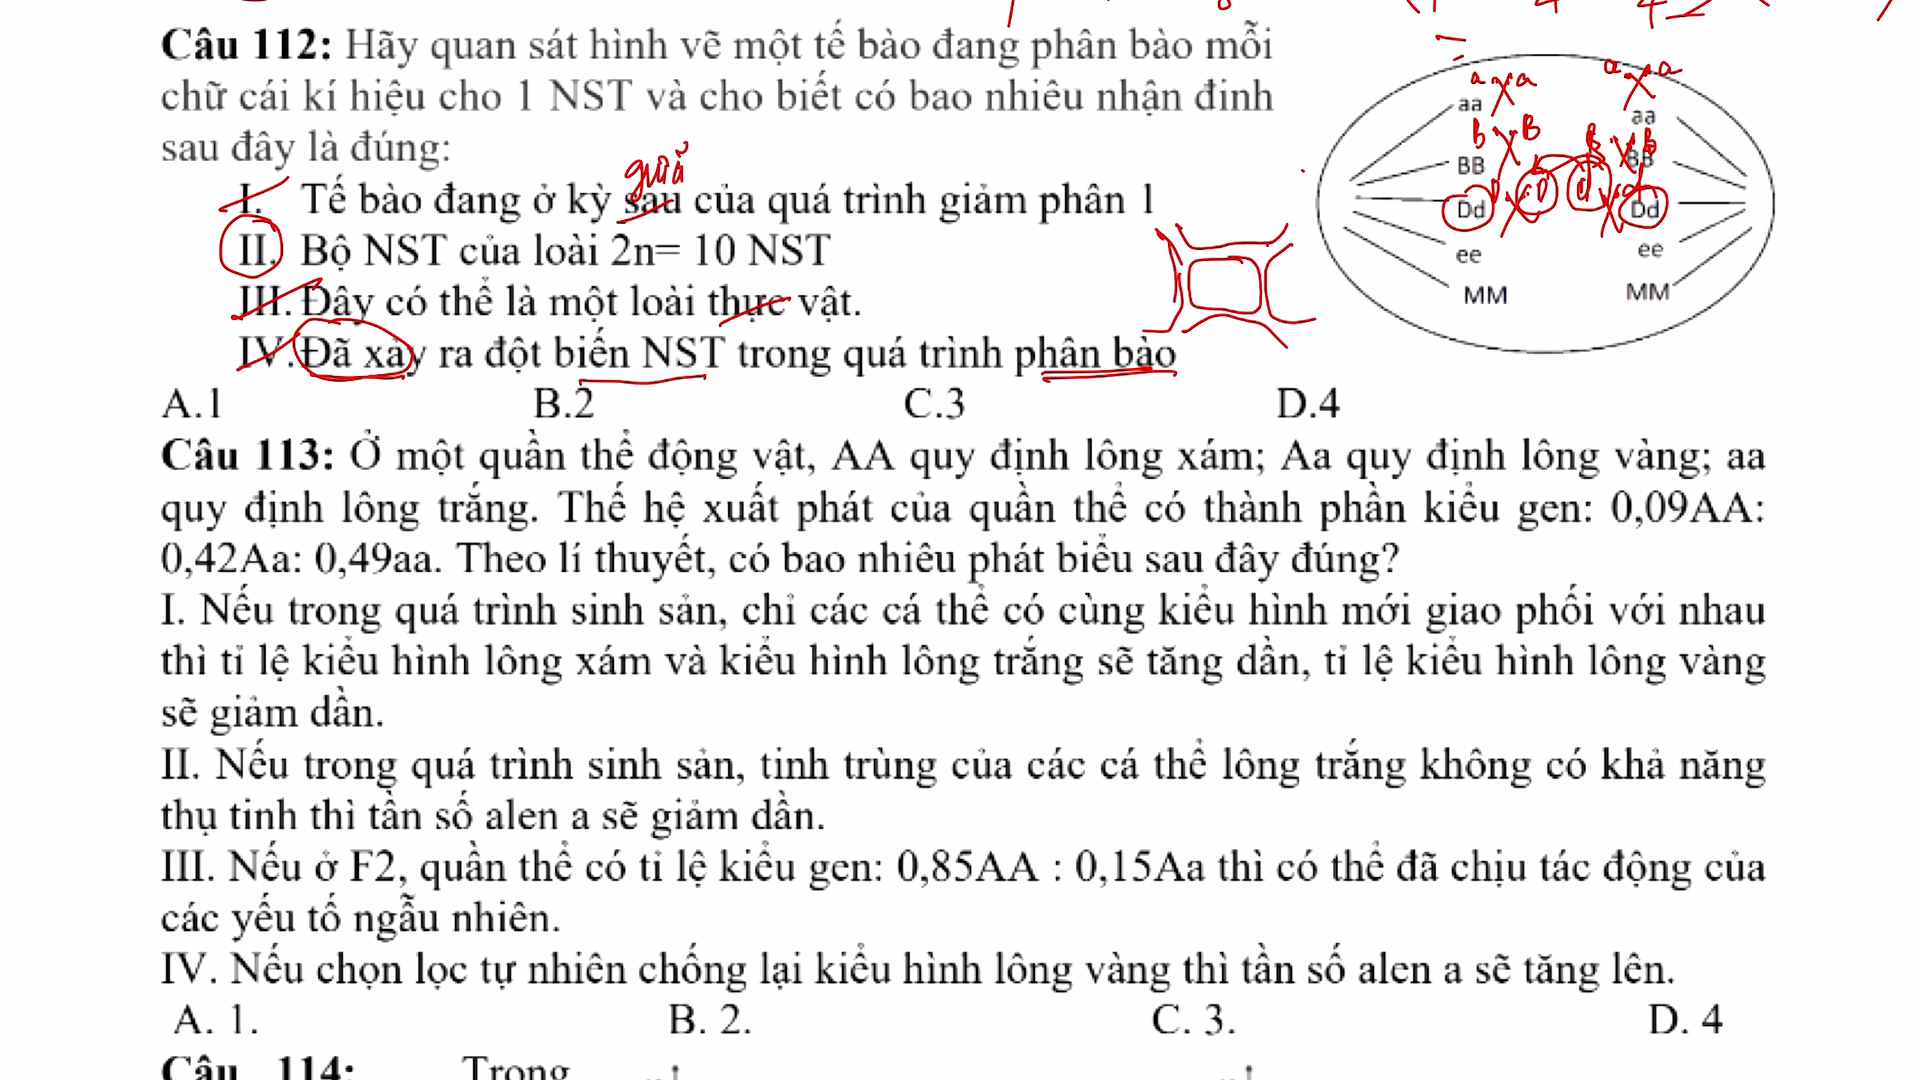 Câu 112: Hãy quan sát hình vẽ một tế bào đang phân bào mỗi
chữ cái kí hiệu cho 1 NST và cho biết có bao nhiêu nhận đinh
sau đây là đúng:
giữa
I. Tế bào đang ở kỳ sau của quá trình giảm phân 1
II. Bộ NST của loài 2n= 10 NST
III. Đây có thể là một loài thực vật.
IV. Đã xảy ra đột biến NST trong quá trình phân bào
A.1 B.2 C.3 D.4
a a a a
aa aa
B B B B
BB BB
Dd Dd
ee ee
MM MM
Câu 113: Ở một quần thể động vật, AA quy định lông xám; Aa quy định lông vàng; aa
quy định lông trắng. Thế hệ xuất phát của quần thể có thành phần kiểu gen: 0,09AA:
0,42Aa: 0,49aa. Theo lí thuyết, có bao nhiêu phát biểu sau đây đúng?
I. Nếu trong quá trình sinh sản, chỉ các cá thể có cùng kiểu hình mới giao phối với nhau
thì tỉ lệ kiểu hình lông xám và kiểu hình lông trắng sẽ tăng dần, tỉ lệ kiểu hình lông vàng
sẽ giảm dần.
II. Nếu trong quá trình sinh sản, tinh trùng của các cá thể lông trắng không có khả năng
thụ tinh thì tần số alen a sẽ giảm dần.
III. Nếu ở F2, quần thể có tỉ lệ kiểu gen: 0,85AA : 0,15Aa thì có thể đã chịu tác động của
các yếu tố ngẫu nhiên.
IV. Nếu chọn lọc tự nhiên chống lại kiểu hình lông vàng thì tần số alen a sẽ tăng lên.
A. 1. B. 2. C. 3. D. 4
Câu 114: Trong